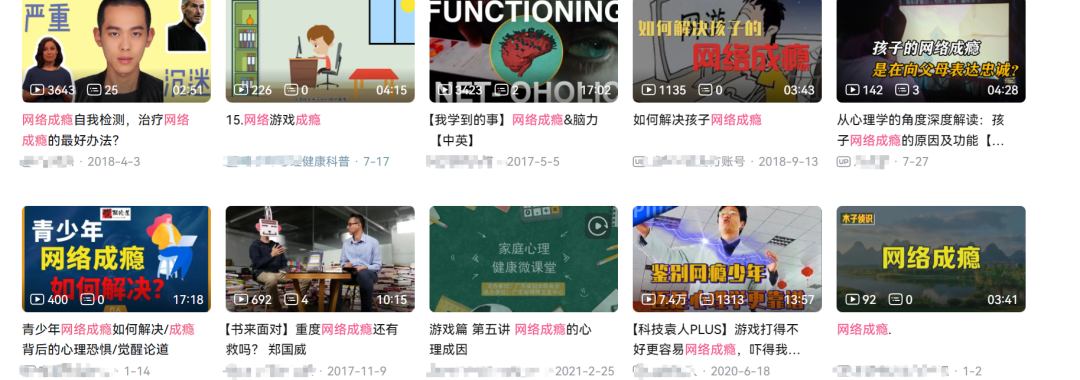 严重
沉迷
3643 25 02:51
网络成瘾自我检测，治疗网络
成瘾的最好办法?
· 2018-4-3
226 0 04:15
15.网络游戏成瘾
健康科普 · 7-17
FUNCTIONING
NET-OHOLIC
3423 2 17:02
【我学到的事】网络成瘾&脑力
【中英】
2017-5-5
如何解决孩子的
网络成瘾
1135 0 03:43
如何解决孩子网络成瘾
行账号 · 2018-9-13
孩子的网络成瘾
是在向父母表达忠诚?
142 3 04:28
从心理学的角度深度解读：孩
子网络成瘾的原因及功能【...
UP · 7-27
青少年
网络成瘾
如何解决?
400 0 17:18
青少年网络成瘾如何解决/成瘾
背后的心理恐惧/觉醒论道
· 1-14
692 4 10:15
【书来面对】重度网络成瘾还有
救吗？ 郑国威
· 2017-11-9
家庭心理
健康微课堂
游戏篇 第五讲 网络成瘾的心
理成因
2021-2-25
鉴别网瘾少年
7.4万 1313 13:57
【科技袁人PLUS】游戏打得不
好更容易网络成瘾，吓得我...
· 2020-6-18
木子侦识
网络成瘾
92 0 03:41
网络成瘾.
· 1-2